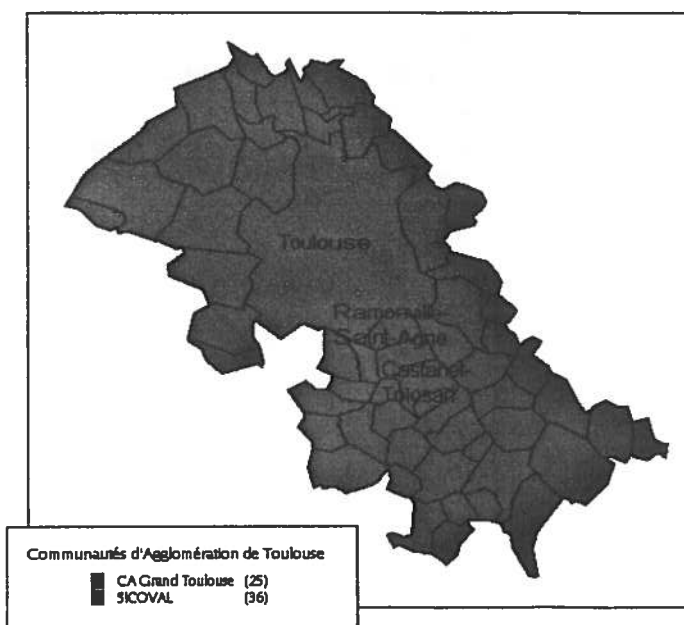 Toulouse
Ramonville-
Saint-Agne
Castanet-
Tolosan
Communautés d'Agglomération de Toulouse
CA Grand Toulouse (25)
SICOVAL (36)